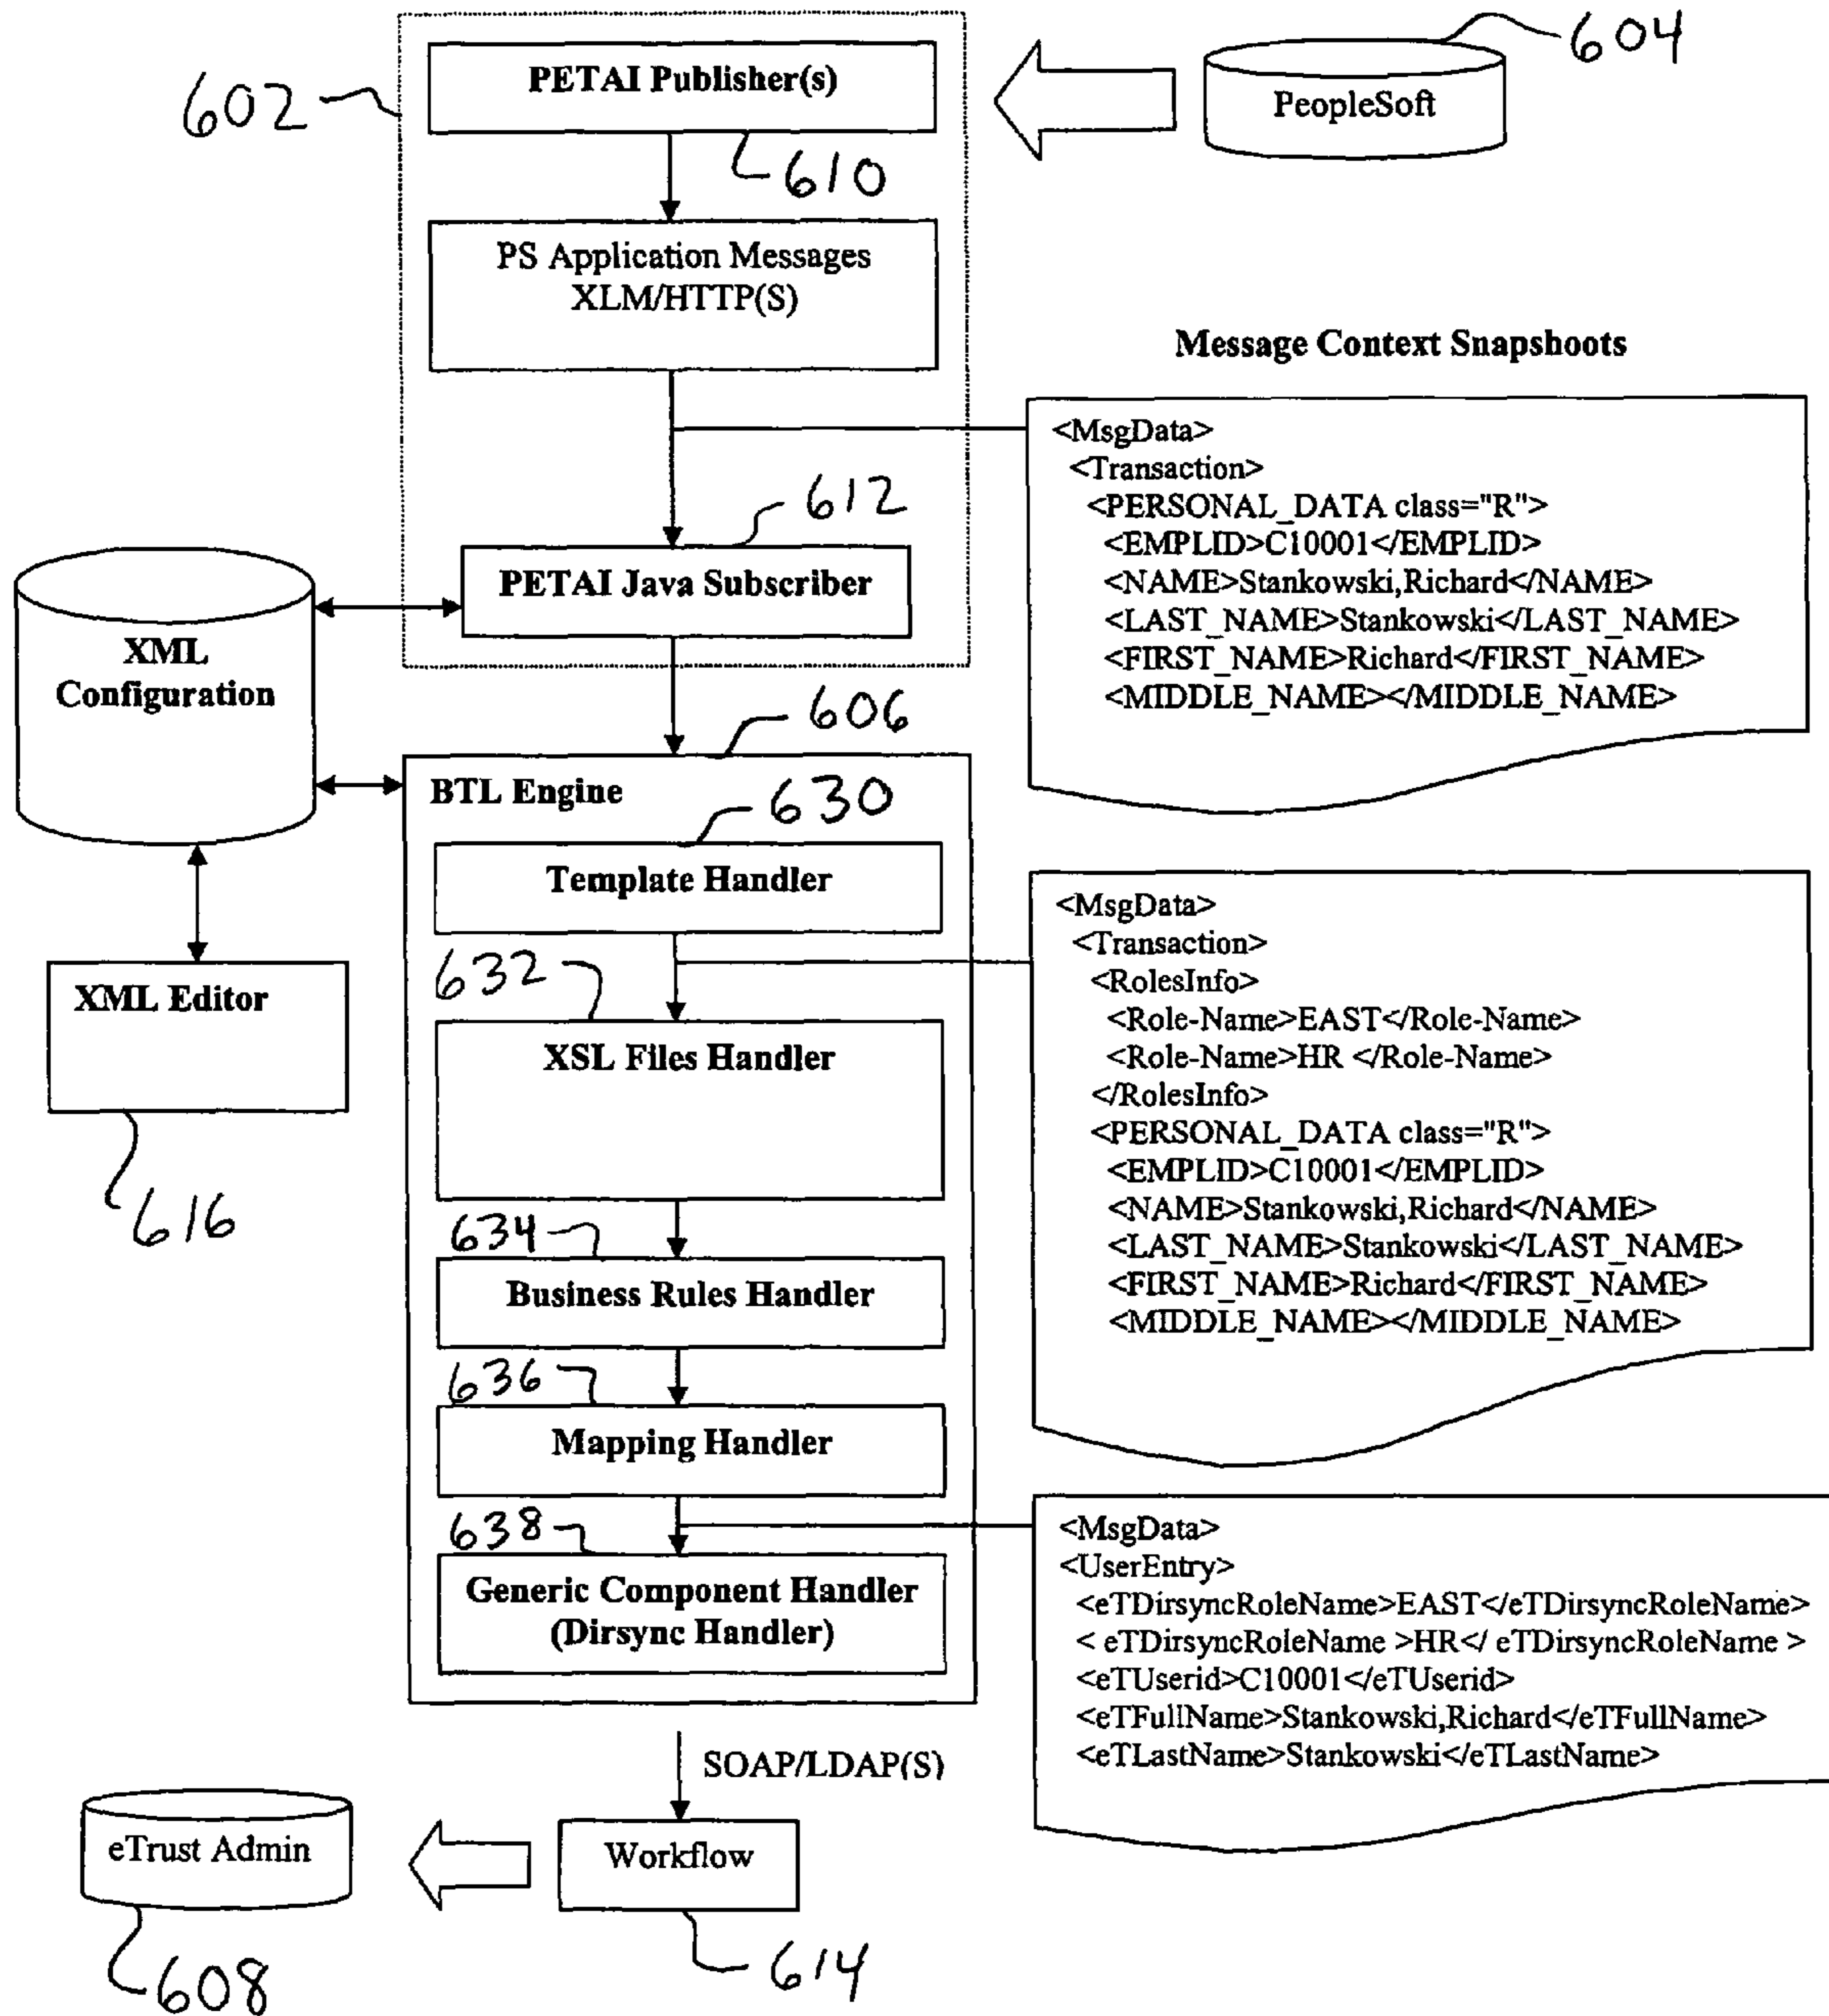 604
PETAI Publisher(s)
PeopleSoft
602
610
PS Application Messages
XLM/HTTP(S)
Message Context Snapshoots
<MsgData>
<Transaction>
<PERSONAL_DATA class="R">
<EMPLID>C10001</EMPLID>
<NAME>Stankowski,Richard</NAME>
<LAST_NAME>Stankowski</LAST_NAME>
<FIRST_NAME>Richard</FIRST_NAME>
<MIDDLE_NAME></MIDDLE_NAME>
612
PETAI Java Subscriber
XML
Configuration
606
BTL Engine
630
Template Handler
<MsgData>
<Transaction>
<RolesInfo>
<Role-Name>EAST</Role-Name>
<Role-Name>HR </Role-Name>
</RolesInfo>
<PERSONAL_DATA class="R">
<EMPLID>C10001</EMPLID>
<NAME>Stankowski,Richard</NAME>
<LAST_NAME>Stankowski</LAST_NAME>
<FIRST_NAME>Richard</FIRST_NAME>
<MIDDLE_NAME></MIDDLE_NAME>
632
XML Editor
XSL Files Handler
616
634
Business Rules Handler
636
Mapping Handler
638
Generic Component Handler
(Dirsync Handler)
<MsgData>
<UserEntry>
<eTDirsyncRoleName>EAST</eTDirsyncRoleName>
< eTDirsyncRoleName >HR</ eTDirsyncRoleName >
<eTUserid>C10001</eTUserid>
<eTFullName>Stankowski,Richard</eTFullName>
<eTLastName>Stankowski</eTLastName>
SOAP/LDAP(S)
eTrust Admin
Workflow
608
614